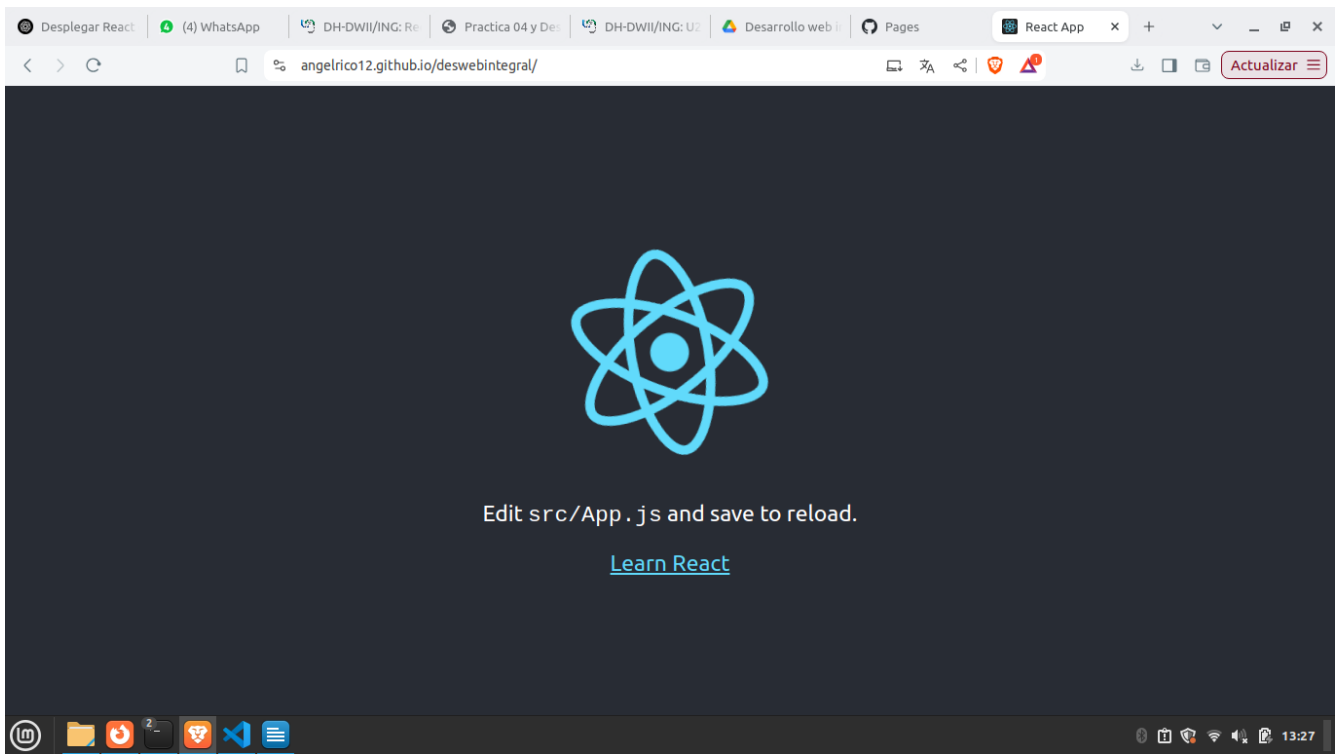 Desplegar React
(4) WhatsApp
DH-DWII/ING: Re
Practica 04 y Des
DH-DWII/ING: U2
Desarrollo web i
Pages
React App
angelrico12.github.io/deswebintegral/
1
Actualizar
Edit src/App.js and save to reload.
Learn React
2
13:27